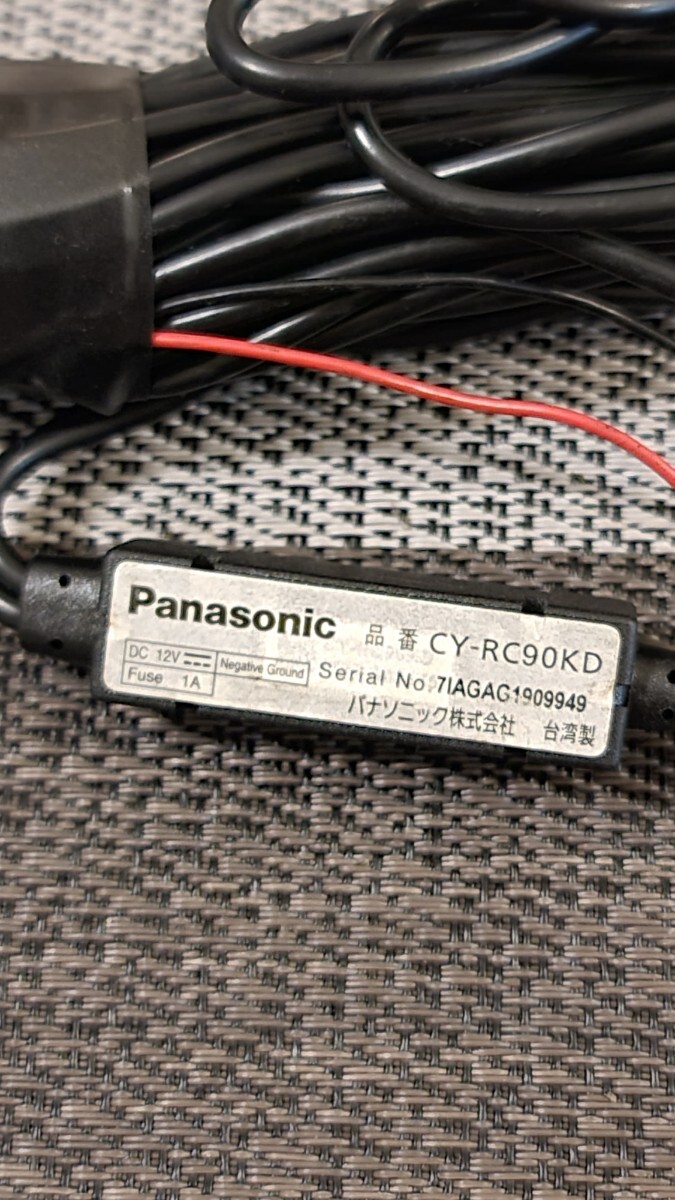 Panasonic 品番 CY-RC90KD
DC 12V⎓ Negative Ground Serial No.7IAGAG1909949
Fuse 1A
パナソニック株式会社 台湾製